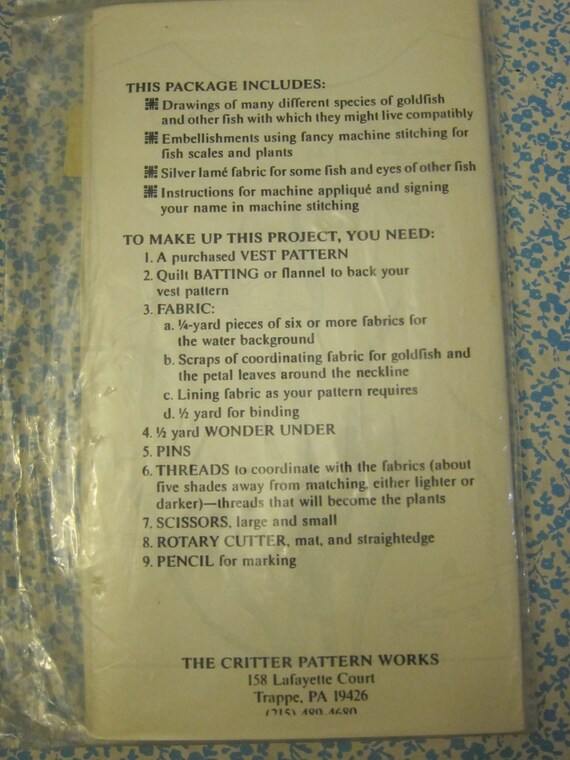 THIS PACKAGE INCLUDES:
Drawings of many different species of goldfish
and other fish with which they might live compatibly
Embellishments using fancy machine stitching for
fish scales and plants
Silver lamé fabric for some fish and eyes of other fish
Instructions for machine appliqué and signing
your name in machine stitching
TO MAKE UP THIS PROJECT, YOU NEED:
1. A purchased VEST PATTERN
2. Quilt BATTING or flannel to back your
vest pattern
3. FABRIC:
a. ¼-yard pieces of six or more fabrics for
the water background
b. Scraps of coordinating fabric for goldfish and
the petal leaves around the neckline
c. Lining fabric as your pattern requires
d. ½ yard for binding
4. ½ yard WONDER UNDER
5. PINS
6. THREADS to coordinate with the fabrics (about
five shades away from matching, either lighter or
darker)—threads that will become the plants
7. SCISSORS, large and small
8. ROTARY CUTTER, mat, and straightedge
9. PENCIL for marking
THE CRITTER PATTERN WORKS
158 Lafayette Court
Trappe, PA 19426
(215) 489-4680